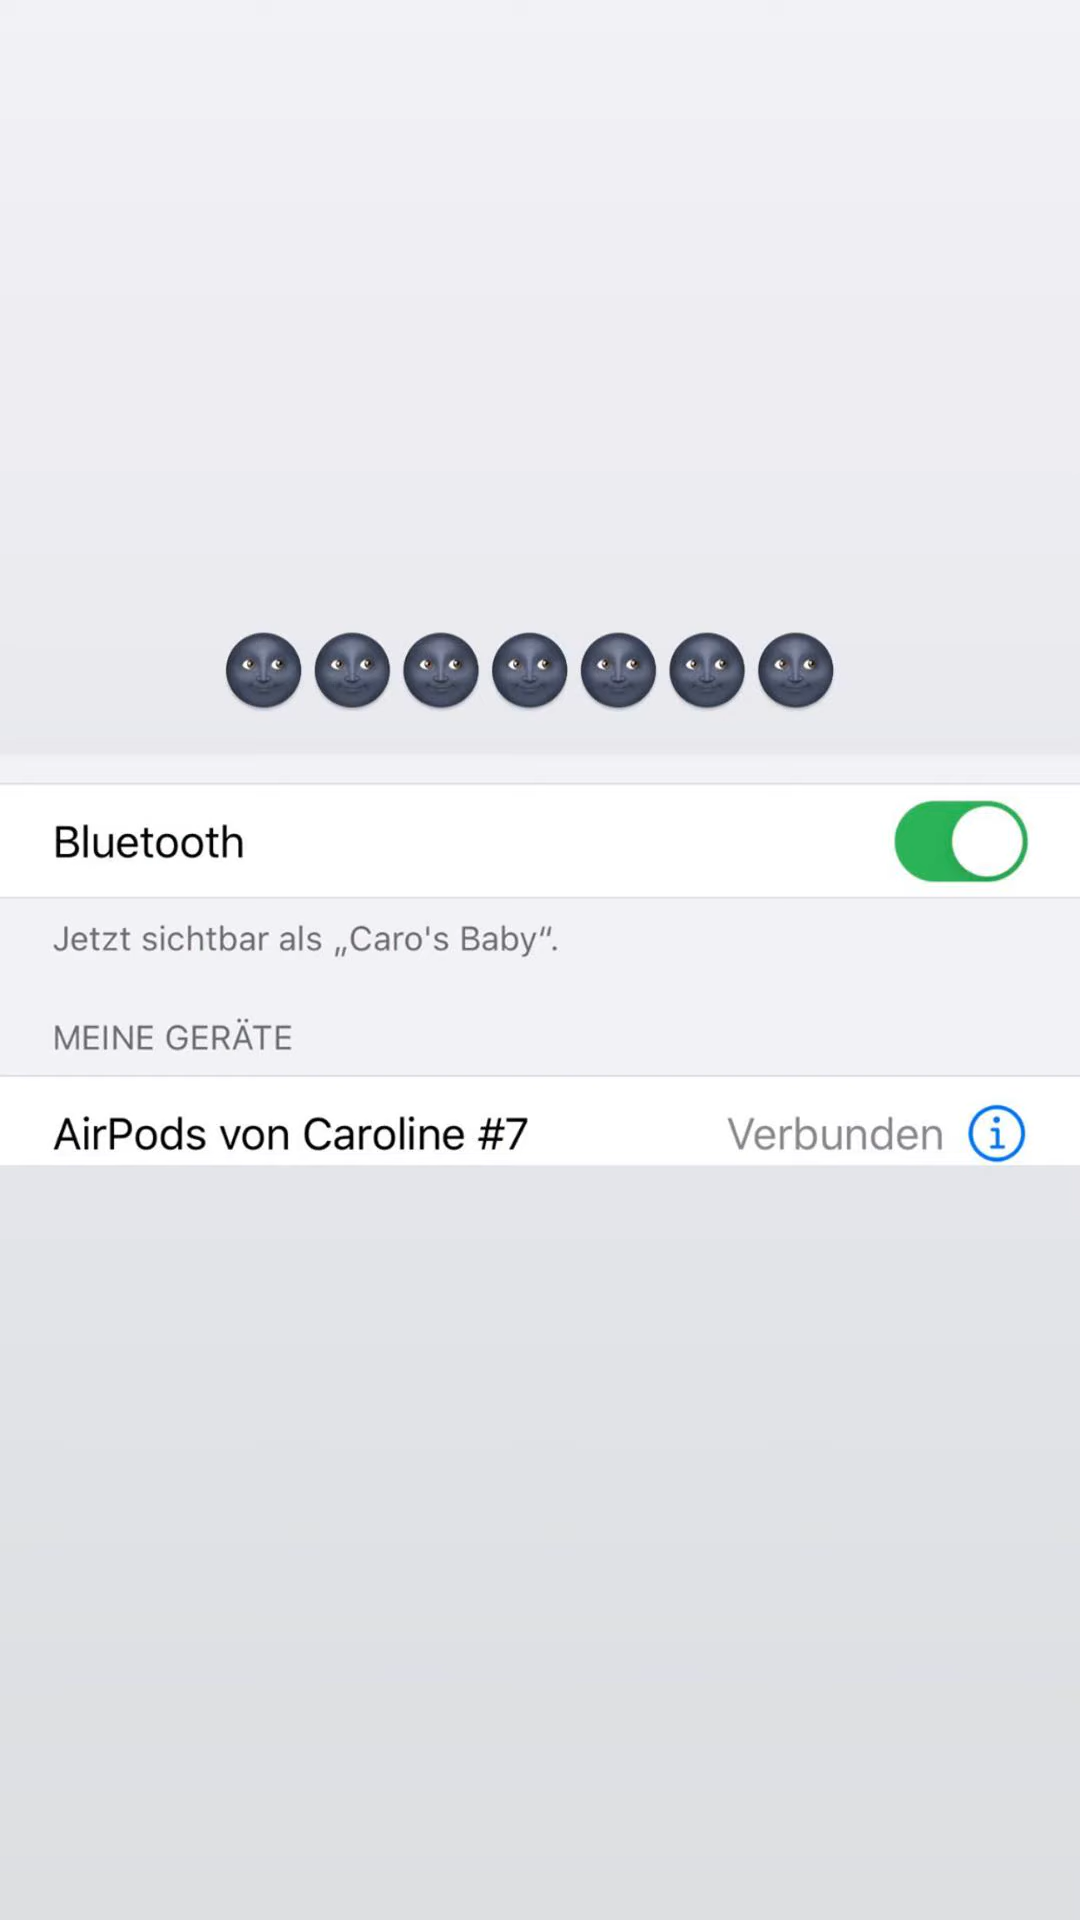 🌚🌚🌚🌚🌚🌚🌚
Bluetooth
Jetzt sichtbar als „Caro's Baby“.
MEINE GERÄTE
AirPods von Caroline #7 Verbunden